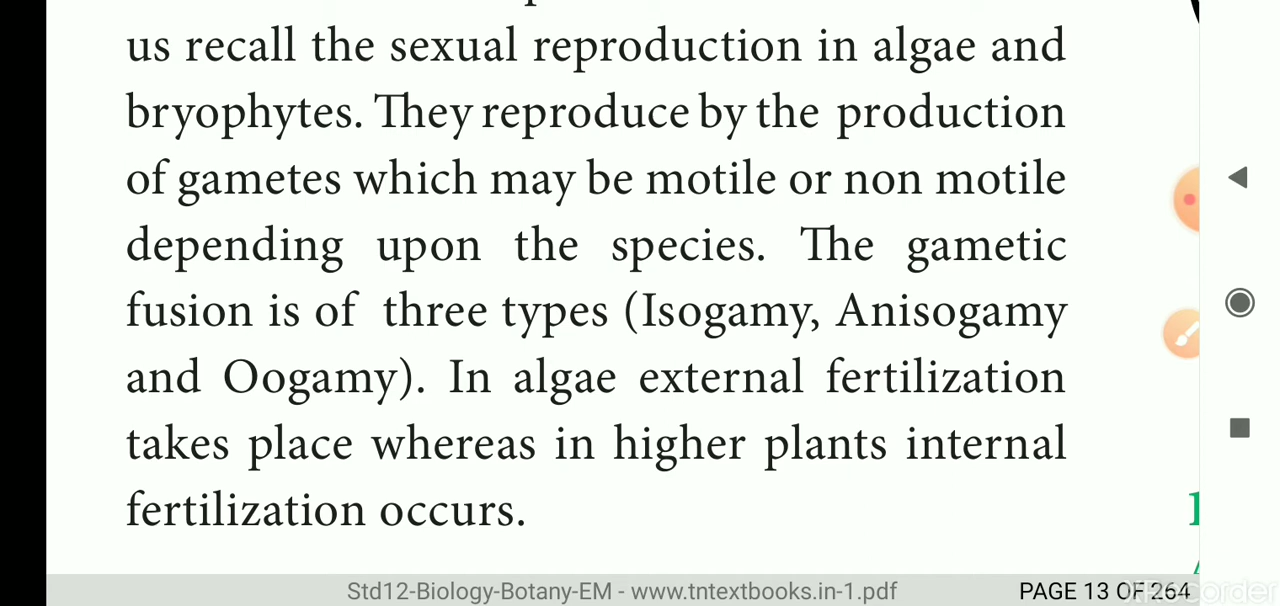 us recall the sexual reproduction in algae and
bryophytes. They reproduce by the production
of gametes which may be motile or non motile
depending upon the species. The gametic
fusion is of three types (Isogamy, Anisogamy
and Oogamy). In algae external fertilization
takes place whereas in higher plants internal
fertilization occurs.
Std12-Biology-Botany-EM - www.tntextbooks.in-1.pdf
PAGE 13 OF 264